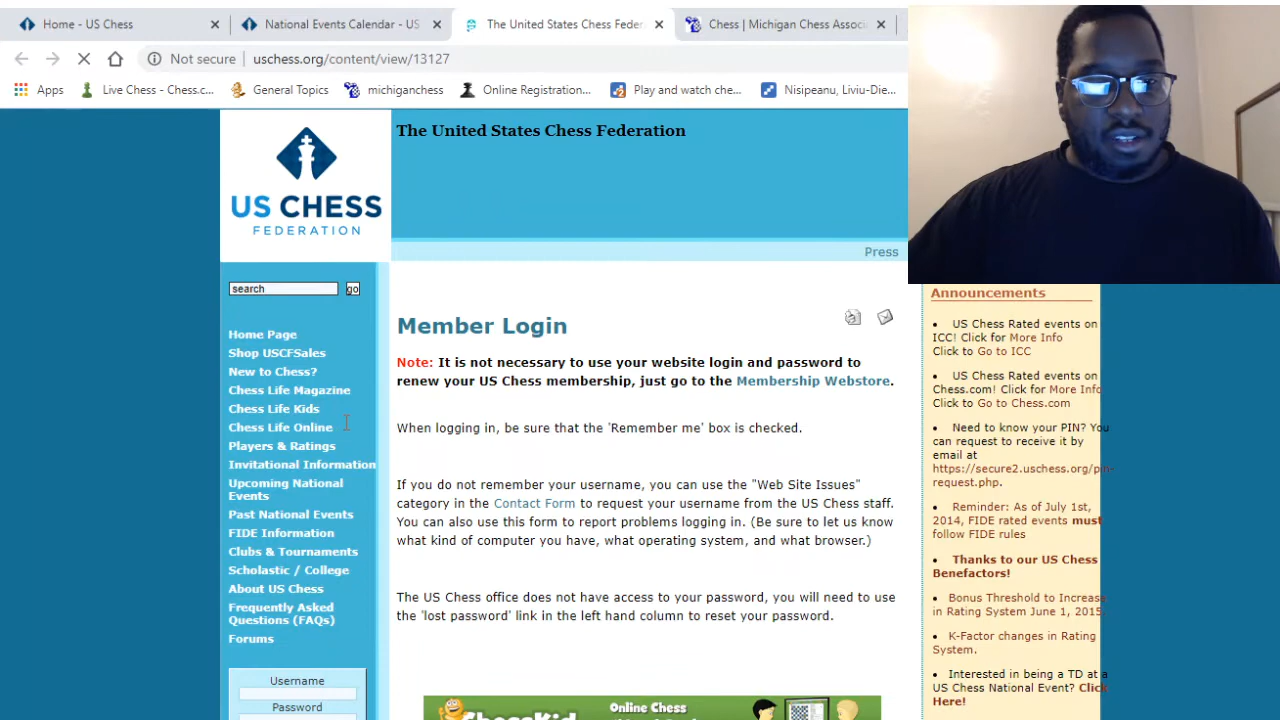 Home - US Chess
National Events Calendar - US
The United States Chess Federa
Chess | Michigan Chess Associ
Not secure | uschess.org/content/view/13127
Apps
Live Chess - Chess.c...
General Topics
michiganch
Online Registration...
Play and watch che...
Nisipeanu, Liviu-Die...
The United States Chess Federation
US CHESS
FEDERATION
Press
search
go
Home Page
Shop USCFSales
New to Chess?
Chess Life Magazine
Chess Life Kids
Chess Life Online
Players & Ratings
Invitational Information
Upcoming National
Events
Past National Events
FIDE Information
Clubs & Tournaments
Scholastic / College
About US Chess
Frequently Asked
Questions (FAQs)
Forums
Username
Password
Member Login
Note: It is not necessary to use your website login and password to
renew your US Chess membership, just go to the Membership Webstore.
When logging in, be sure that the 'Remember me' box is checked.
If you do not remember your username, you can use the "Web Site Issues"
category in the Contact Form to request your username from the US Chess staff.
You can also use this form to report problems logging in. (Be sure to let us know
what kind of computer you have, what operating system, and what browser.)
The US Chess office does not have access to your password, you will need to use
the 'lost password' link in the left hand column to reset your password.
ChessKid
Online Chess
Announcements
• US Chess Rated events on
ICC! Click for More Info
Click to Go to ICC
• US Chess Rated events on
Chess.com! Click for More Info
Click to Go to Chess.com
• Need to know your PIN? You
can request to receive it by
email at
https://secure2.uschess.org/pin-
request.php.
• Reminder: As of July 1st,
2014, FIDE rated events must
follow FIDE rules
• Thanks to our US Chess
Benefactors!
• Bonus Threshold to Increase
in Rating System June 1, 2015.
• K-Factor changes in Rating
System.
• Interested in being a TD at a
US Chess National Event? Click
Here!